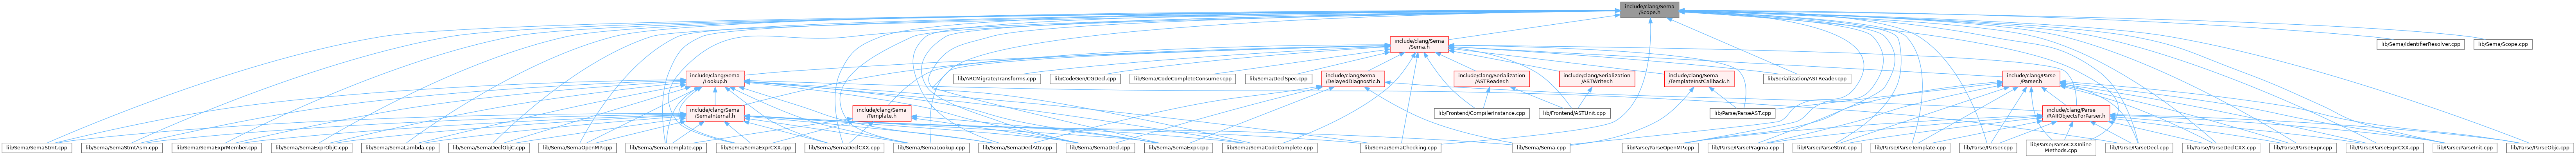 include/clang/Sema
/Scope.h
include/clang/Sema
/Sema.h
lib/Sema/IdentifierResolver.cpp
lib/Sema/Scope.cpp
include/clang/Sema
/Lookup.h
lib/ARCMigrate/Transforms.cpp
lib/CodeGen/CGDecl.cpp
lib/Sema/CodeCompleteConsumer.cpp
lib/Sema/DeclSpec.cpp
include/clang/Sema
/DelayedDiagnostic.h
include/clang/Serialization
/ASTReader.h
include/clang/Serialization
/ASTWriter.h
include/clang/Sema
/TemplateInstCallback.h
lib/Serialization/ASTReader.cpp
include/clang/Parse
/Parser.h
include/clang/Sema
/SemaInternal.h
include/clang/Sema
/Template.h
lib/Frontend/CompilerInstance.cpp
lib/Frontend/ASTUnit.cpp
lib/Parse/ParseAST.cpp
include/clang/Parse
/RAIIObjectsForParser.h
lib/Sema/SemaStmt.cpp
lib/Sema/SemaStmtAsm.cpp
lib/Sema/SemaExprMember.cpp
lib/Sema/SemaExprObjC.cpp
lib/Sema/SemaLambda.cpp
lib/Sema/SemaDeclObjC.cpp
lib/Sema/SemaOpenMP.cpp
lib/Sema/SemaTemplate.cpp
lib/Sema/SemaExprCXX.cpp
lib/Sema/SemaDeclCXX.cpp
lib/Sema/SemaLookup.cpp
lib/Sema/SemaDeclAttr.cpp
lib/Sema/SemaDecl.cpp
lib/Sema/SemaExpr.cpp
lib/Sema/SemaCodeComplete.cpp
lib/Sema/SemaChecking.cpp
lib/Sema/Sema.cpp
lib/Parse/ParseOpenMP.cpp
lib/Parse/ParsePragma.cpp
lib/Parse/ParseStmt.cpp
lib/Parse/ParseTemplate.cpp
lib/Parse/Parser.cpp
lib/Parse/ParseCXXInline
Methods.cpp
lib/Parse/ParseDecl.cpp
lib/Parse/ParseDeclCXX.cpp
lib/Parse/ParseExpr.cpp
lib/Parse/ParseExprCXX.cpp
lib/Parse/ParseInit.cpp
lib/Parse/ParseObjc.cpp